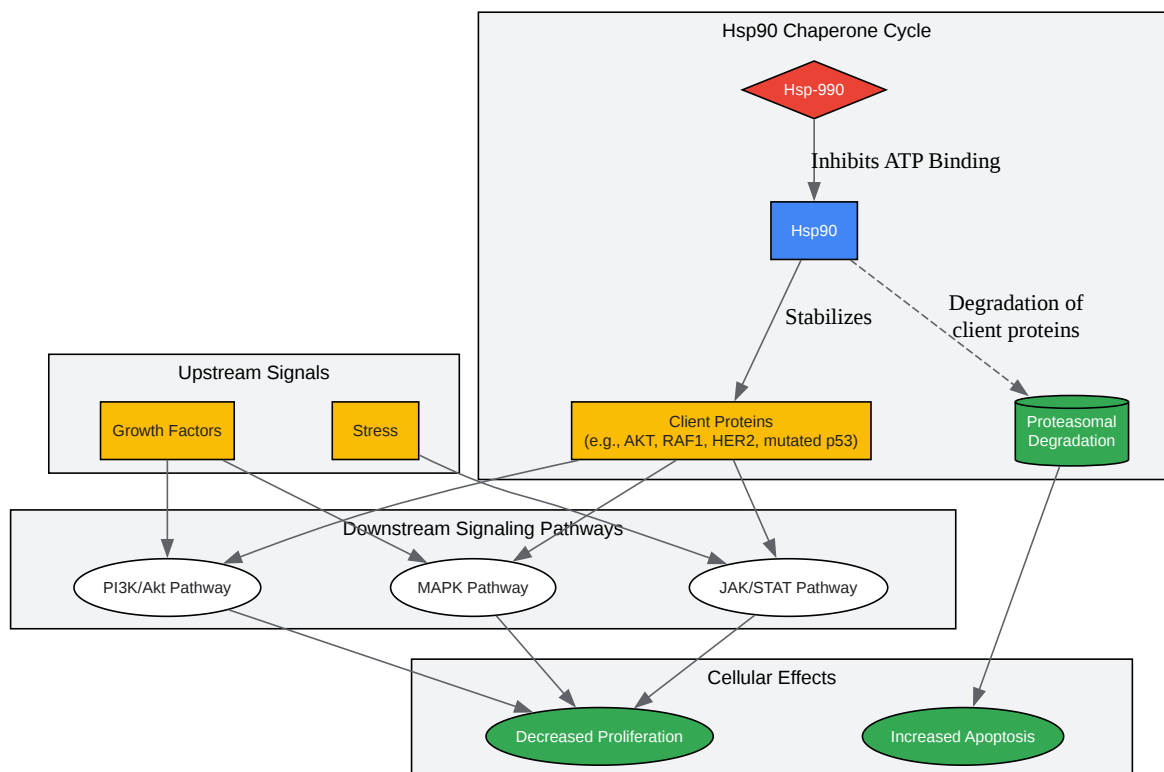 Hsp90 Chaperone Cycle
Hsp-990
Inhibits ATP Binding
Hsp90
Stabilizes
Degradation of
client proteins
Upstream Signals
Growth Factors
Stress
Client Proteins
(e.g., AKT, RAF1, HER2, mutated p53)
Proteasomal
Degradation
Downstream Signaling Pathways
PI3K/Akt Pathway
MAPK Pathway
JAK/STAT Pathway
Cellular Effects
Decreased Proliferation
Increased Apoptosis